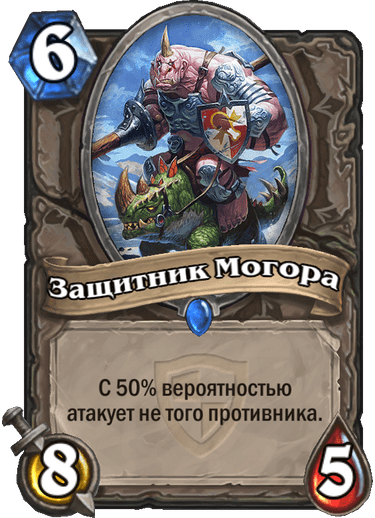 6
Защитник Могора
С 50% вероятностью
атакует не того противника.
8
5